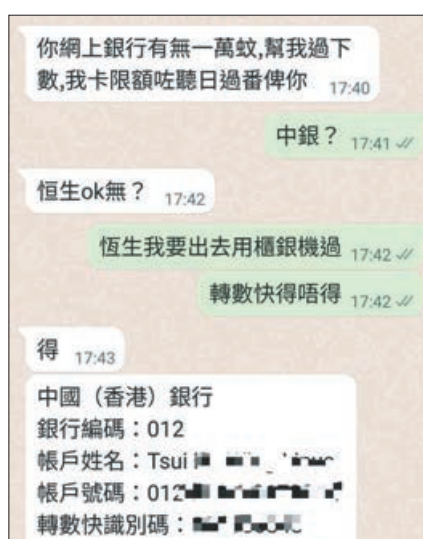 你網上銀行有無一萬蚊,幫我過下
數,我卡限額咗聽日過番俾你 17:40
中銀？ 17:41
恒生ok無？ 17:42
恆生我要出去用櫃銀機過 17:42
轉數快得唔得 17:42
得 17:43
中國（香港）銀行
銀行編碼：012
帳戶姓名：Tsui
帳戶號碼：012
轉數快識別碼：